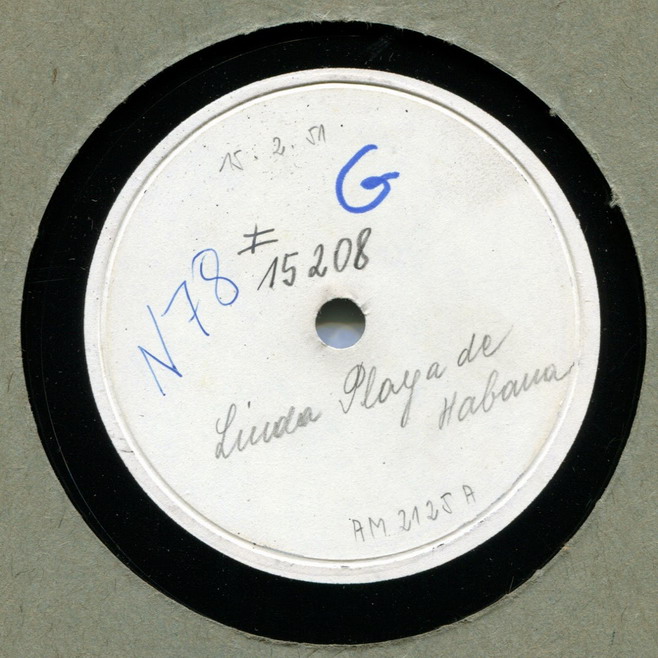 15.2.51.
G
N78
‡ 15208
Linda Playa de
Habana
AM 2125 A